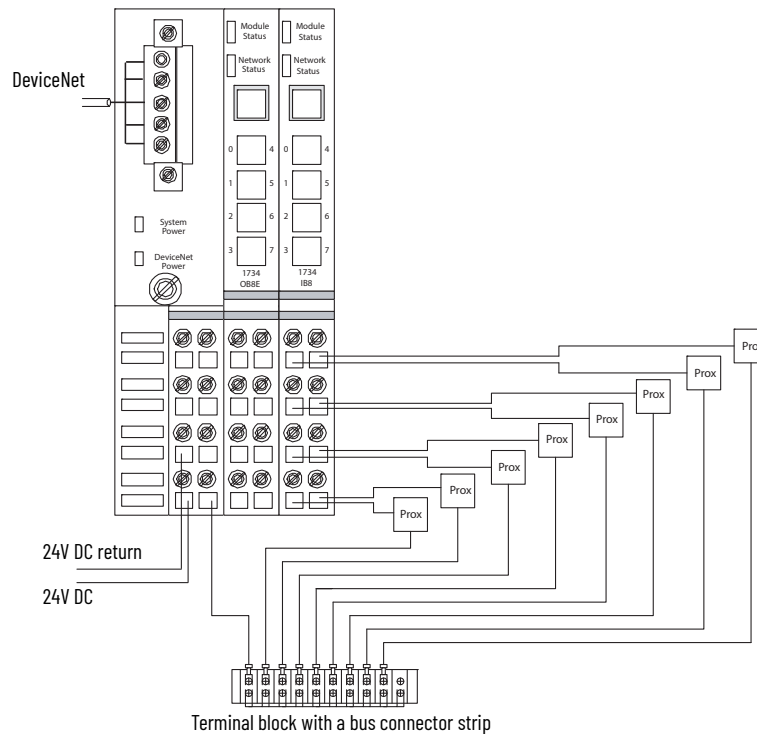 Module
Status
Module
Status
Network
Status
Network
Status
DeviceNet
0 4 0 4
1 5 1 5
2 6 2 6
3 7 3 7
System
Power
DeviceNet
Power
1734
OB8E
1734
IB8
Prox
Prox
Prox
Prox
Prox
Prox
Prox
Prox
24V DC return
24V DC
Terminal block with a bus connector strip